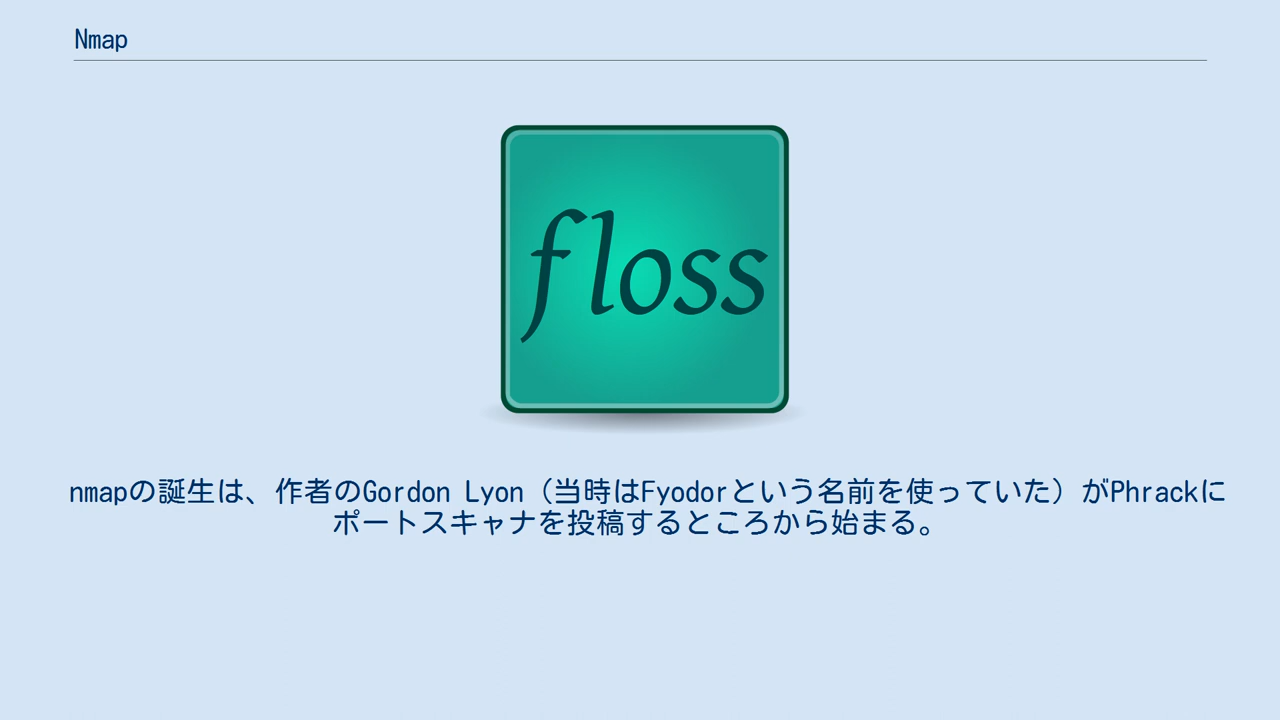 Nmap
floss
nmapの誕生は、作者のGordon Lyon（当時はFyodorという名前を使っていた）がPhrackに
ポートスキャナを投稿するところから始まる。